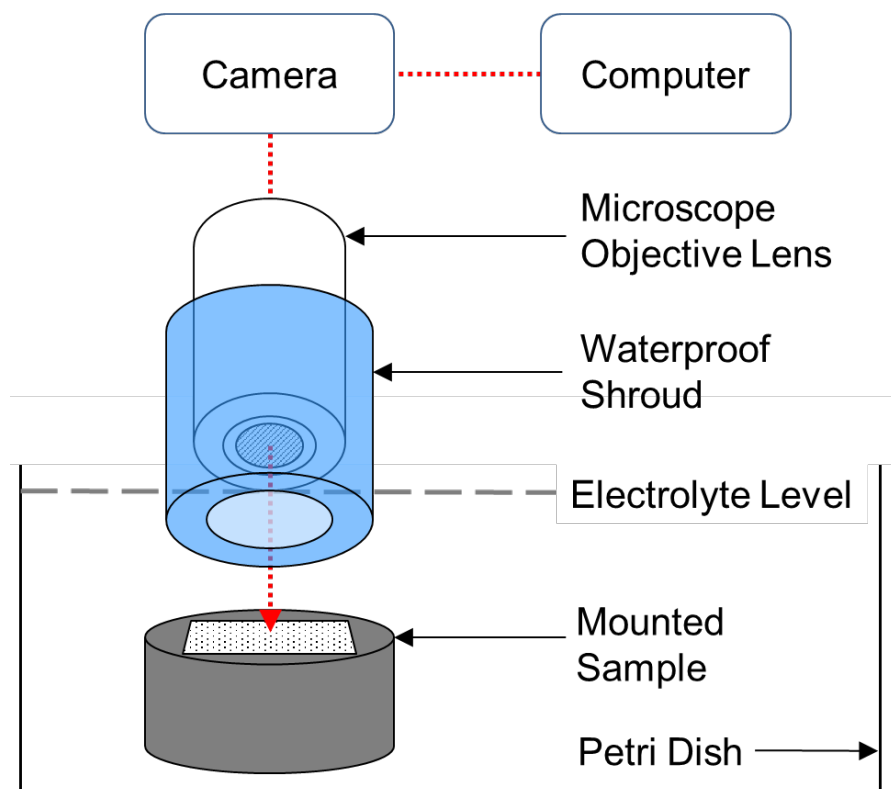 Camera
Computer
Microscope
Objective Lens
Waterproof
Shroud
Electrolyte Level
Mounted
Sample
Petri Dish